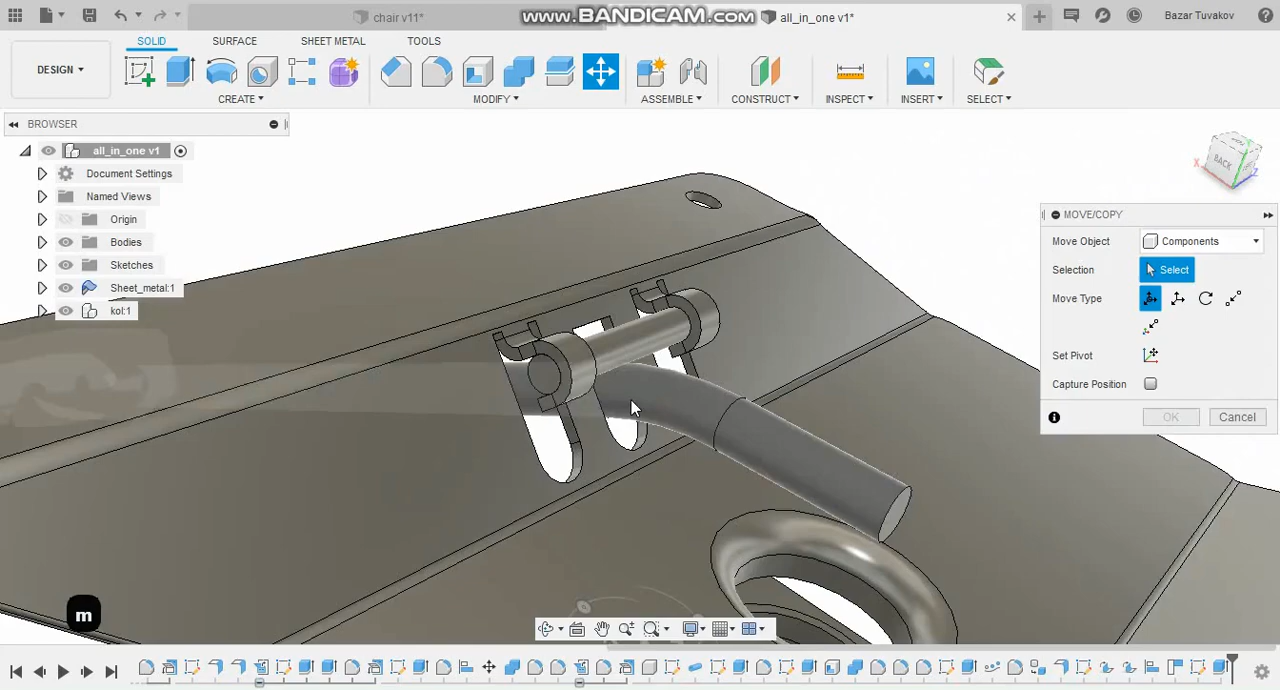 chair v11*
www.BANDICAM.com
all_in_one v1*
Bazar Tuvakov
SOLID
SURFACE
SHEET METAL
TOOLS
DESIGN
CREATE
MODIFY
ASSEMBLE
CONSTRUCT
INSPECT
INSERT
SELECT
BROWSER
all_in_one v1
Document Settings
Named Views
Origin
Bodies
Sketches
Sheet_metal:1
kol:1
BACK
X
Z
MOVE/COPY
Move Object
Components
Selection
Select
Move Type
Set Pivot
Capture Position
OK
Cancel
m